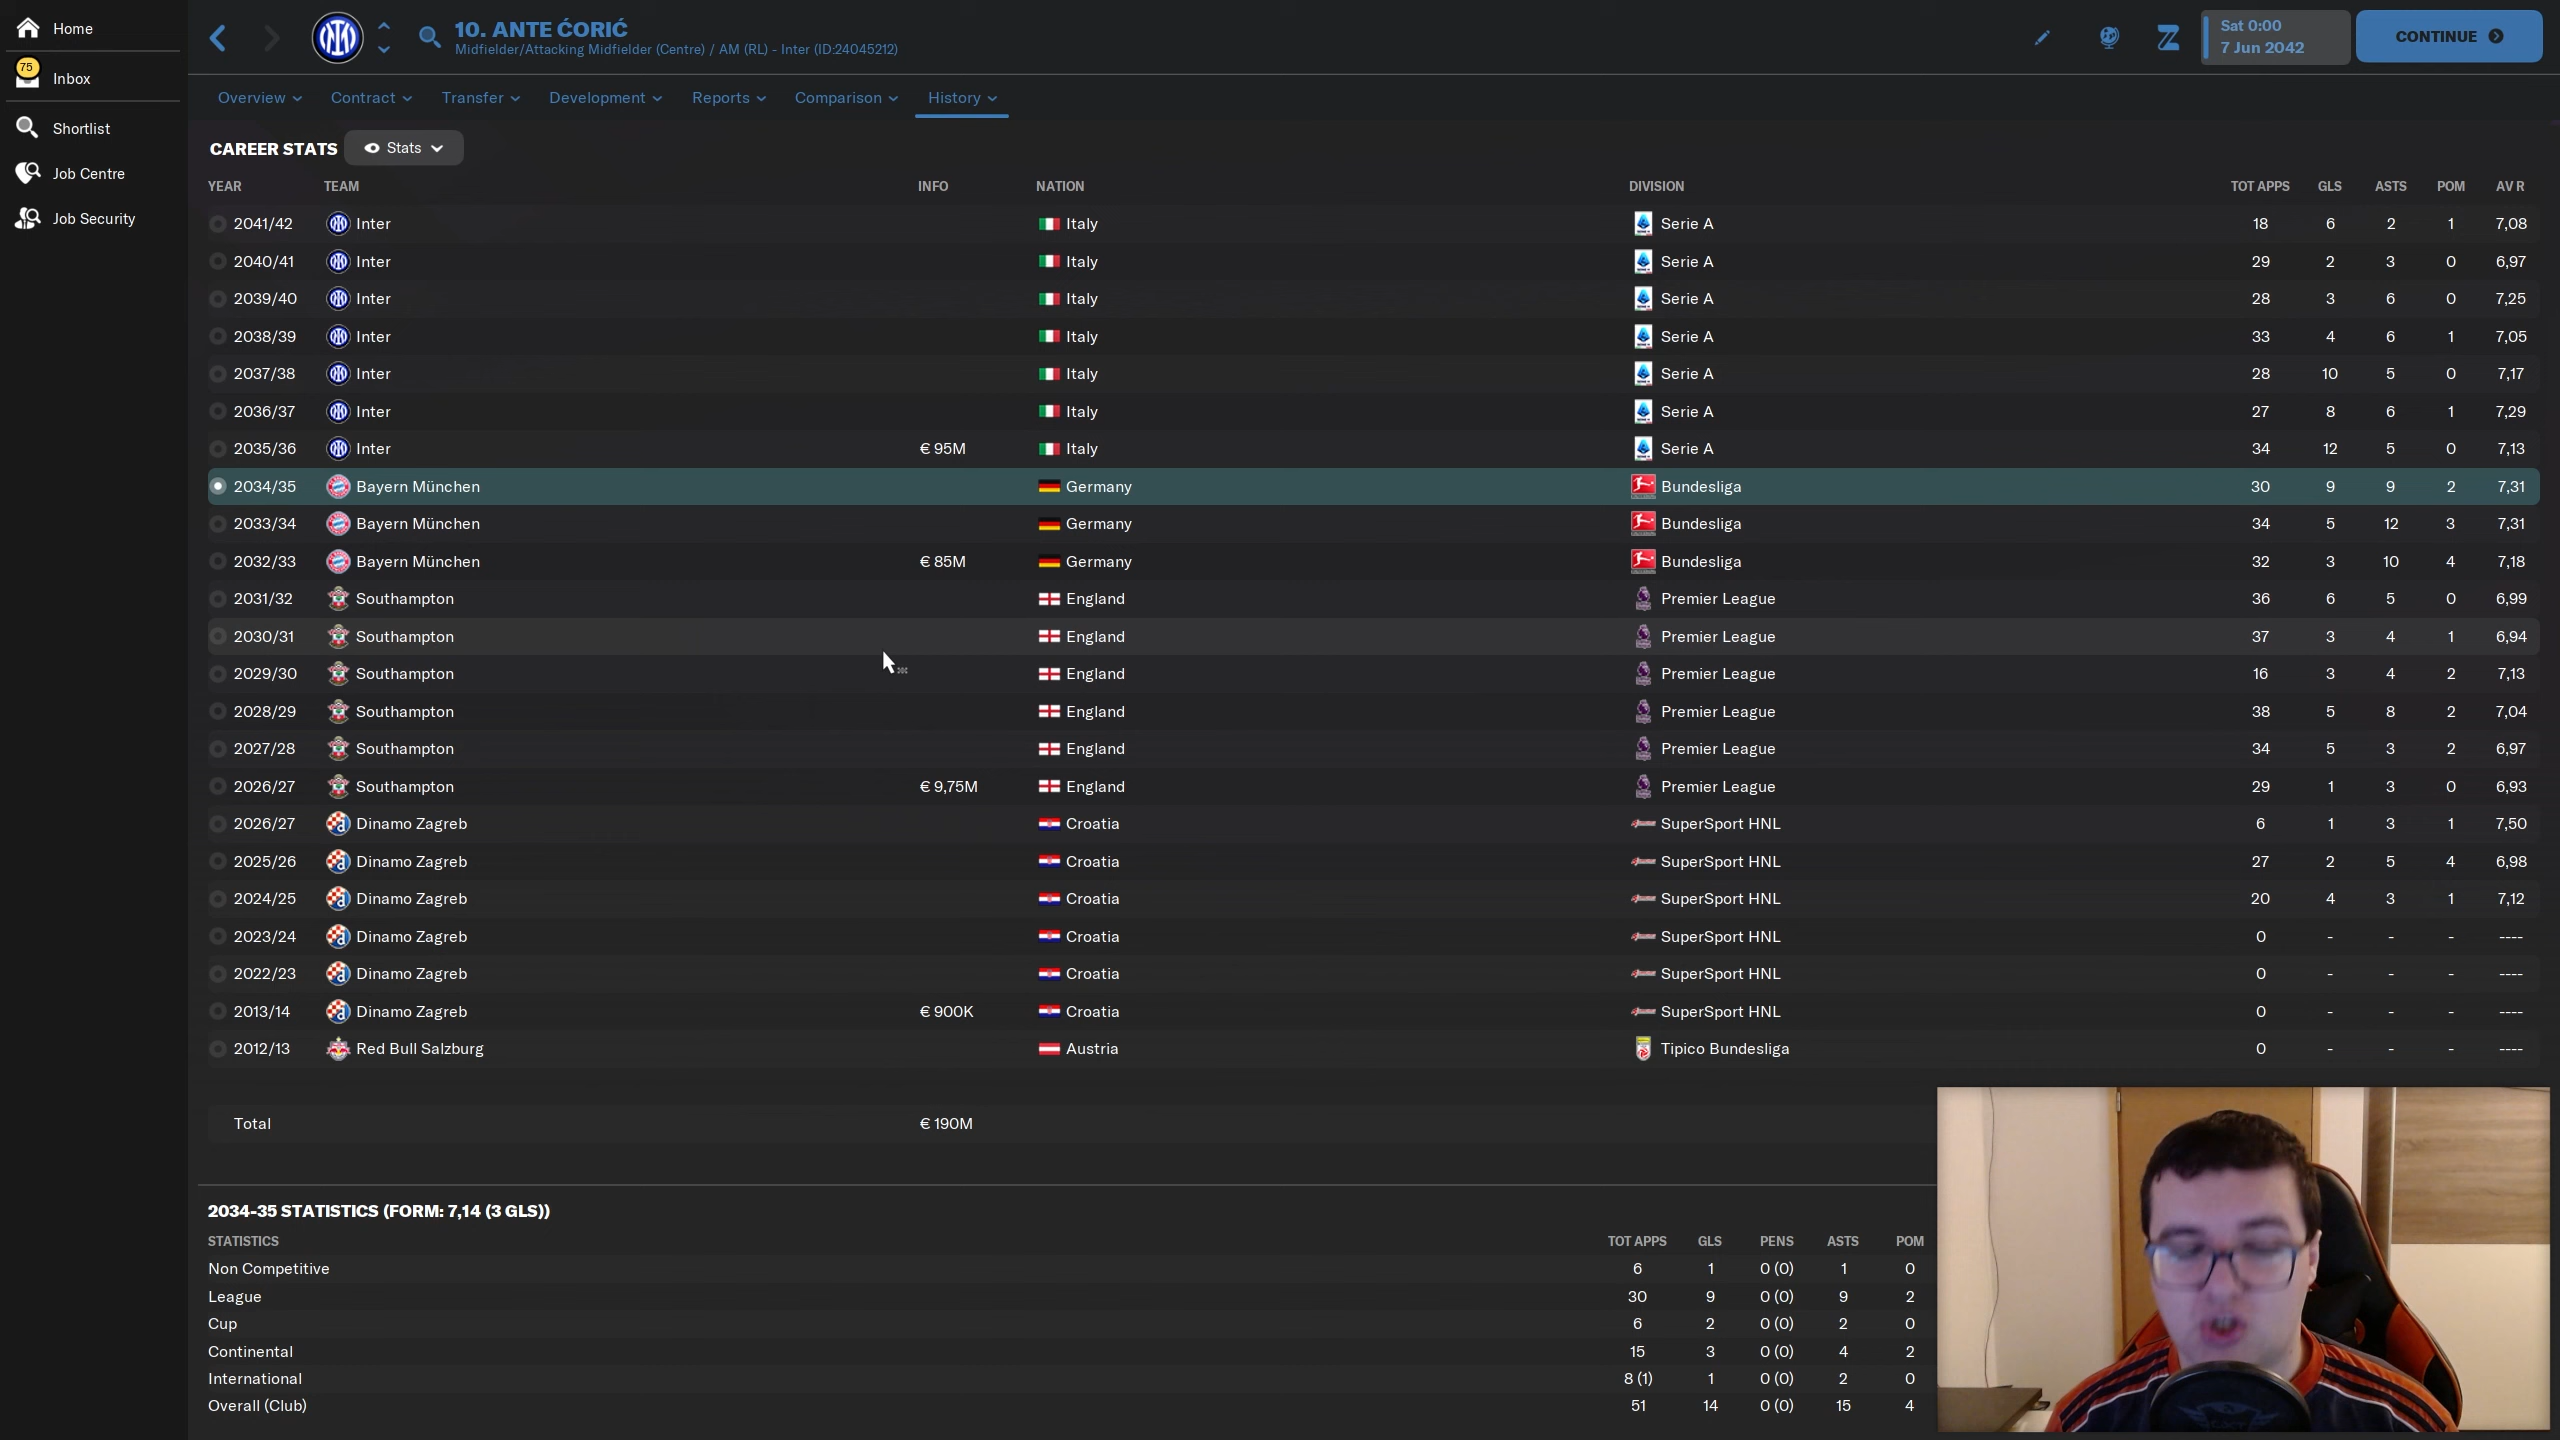 Home
Inbox
75
Shortlist
Job Centre
Job Security
10. ANTE ĆORIĆ
Midfielder/Attacking Midfielder (Centre) / AM (RL) - Inter (ID:24045212)
Sat 0:00
7 Jun 2042
CONTINUE
Overview Contract Transfer Development Reports Comparison History
CAREER STATS Stats
YEAR TEAM INFO NATION DIVISION TOT APPS GLS ASTS POM AV R
2041/42 Inter Italy Serie A 18 6 2 1 7,08
2040/41 Inter Italy Serie A 29 2 3 0 6,97
2039/40 Inter Italy Serie A 28 3 6 0 7,25
2038/39 Inter Italy Serie A 33 4 6 1 7,05
2037/38 Inter Italy Serie A 28 10 5 0 7,17
2036/37 Inter Italy Serie A 27 8 6 1 7,29
2035/36 Inter € 95M Italy Serie A 34 12 5 0 7,13
2034/35 Bayern München Germany Bundesliga 30 9 9 2 7,31
2033/34 Bayern München Germany Bundesliga 34 5 12 3 7,31
2032/33 Bayern München € 85M Germany Bundesliga 32 3 10 4 7,18
2031/32 Southampton England Premier League 36 6 5 0 6,99
2030/31 Southampton England Premier League 37 3 4 1 6,94
2029/30 Southampton England Premier League 16 3 4 2 7,13
2028/29 Southampton England Premier League 38 5 8 2 7,04
2027/28 Southampton England Premier League 34 5 3 2 6,97
2026/27 Southampton € 9,75M England Premier League 29 1 3 0 6,93
2026/27 Dinamo Zagreb Croatia SuperSport HNL 6 1 3 1 7,50
2025/26 Dinamo Zagreb Croatia SuperSport HNL 27 2 5 4 6,98
2024/25 Dinamo Zagreb Croatia SuperSport HNL 20 4 3 1 7,12
2023/24 Dinamo Zagreb Croatia SuperSport HNL 0 - - - ----
2022/23 Dinamo Zagreb Croatia SuperSport HNL 0 - - - ----
2013/14 Dinamo Zagreb € 900K Croatia SuperSport HNL 0 - - - ----
2012/13 Red Bull Salzburg Austria Tipico Bundesliga 0 - - - ----
Total € 190M
2034-35 STATISTICS (FORM: 7,14 (3 GLS))
STATISTICS TOT APPS GLS PENS ASTS POM
Non Competitive 6 1 0 (0) 1 0
League 30 9 0 (0) 9 2
Cup 6 2 0 (0) 2 0
Continental 15 3 0 (0) 4 2
International 8 (1) 1 0 (0) 2 0
Overall (Club) 51 14 0 (0) 15 4